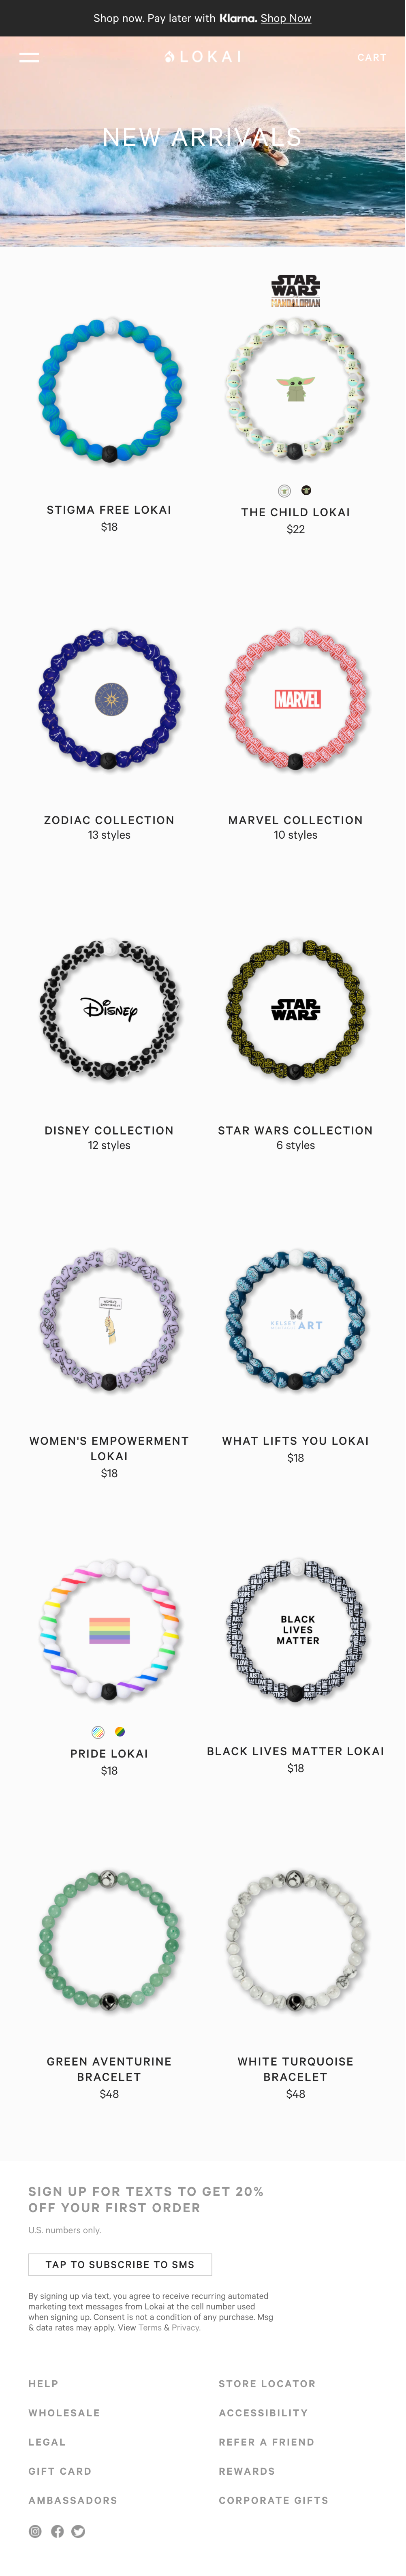 Shop now. Pay later with Klarna. Shop Now
LOKAI
CART
NEW ARRIVALS
STAR
WARS
MANDALORIAN
STIGMA FREE LOKAI
$18
THE CHILD LOKAI
$22
MARVEL
ZODIAC COLLECTION
13 styles
MARVEL COLLECTION
10 styles
Disney
STAR
WARS
DISNEY COLLECTION
12 styles
STAR WARS COLLECTION
6 styles
KELSEY
ART
WOMEN'S EMPOWERMENT
LOKAI
$18
WHAT LIFTS YOU LOKAI
$18
BLACK
LIVES
MATTER
PRIDE LOKAI
$18
BLACK LIVES MATTER LOKAI
$18
GREEN AVENTURINE
BRACELET
$48
WHITE TURQUOISE
BRACELET
$48
SIGN UP FOR TEXTS TO GET 20%
OFF YOUR FIRST ORDER
U.S. numbers only.
TAP TO SUBSCRIBE TO SMS
By signing up via text, you agree to receive recurring automated
marketing text messages from Lokai at the cell number used
when signing up. Consent is not a condition of any purchase. Msg
& data rates may apply. View Terms & Privacy.
HELP
STORE LOCATOR
WHOLESALE
ACCESSIBILITY
LEGAL
REFER A FRIEND
GIFT CARD
REWARDS
AMBASSADORS
CORPORATE GIFTS